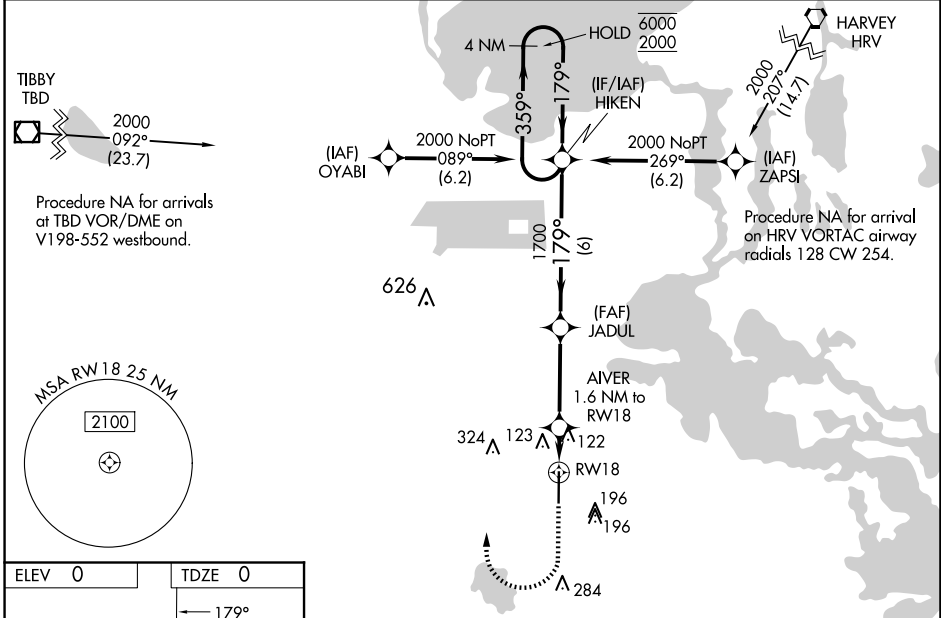 HOLD
6000
2000
4 NM
359°
179°
(IF/IAF)
HIKEN
HARVEY
HRV
2000
207°
(14.7)
TIBBY
TBD
2000
092°
(23.7)
Procedure NA for arrivals
at TBD VOR/DME on
V198-552 westbound.
(IAF)
OYABI
2000 NoPT
089°
(6.2)
2000 NoPT
269°
(6.2)
(IAF)
ZAPSI
Procedure NA for arrival
on HRV VORTAC airway
radials 128 CW 254.
1700
179°
(6)
626
(FAF)
JADUL
MSA RW18 25 NM
2100
AIVER
1.6 NM to
RW18
324
123
122
RW18
196
196
284
ELEV 0
TDZE 0
179°